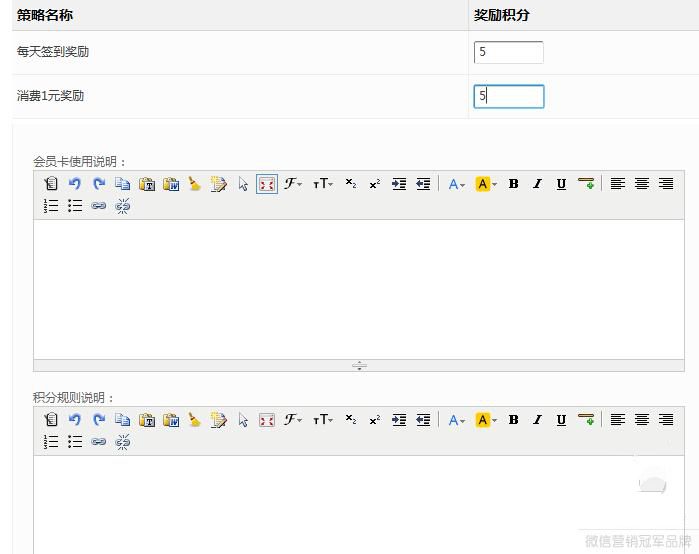 策略名称 奖励积分
每天签到奖励 5
消费1元奖励 5
会员卡使用说明：
积分规则说明：
微信营销冠军品牌